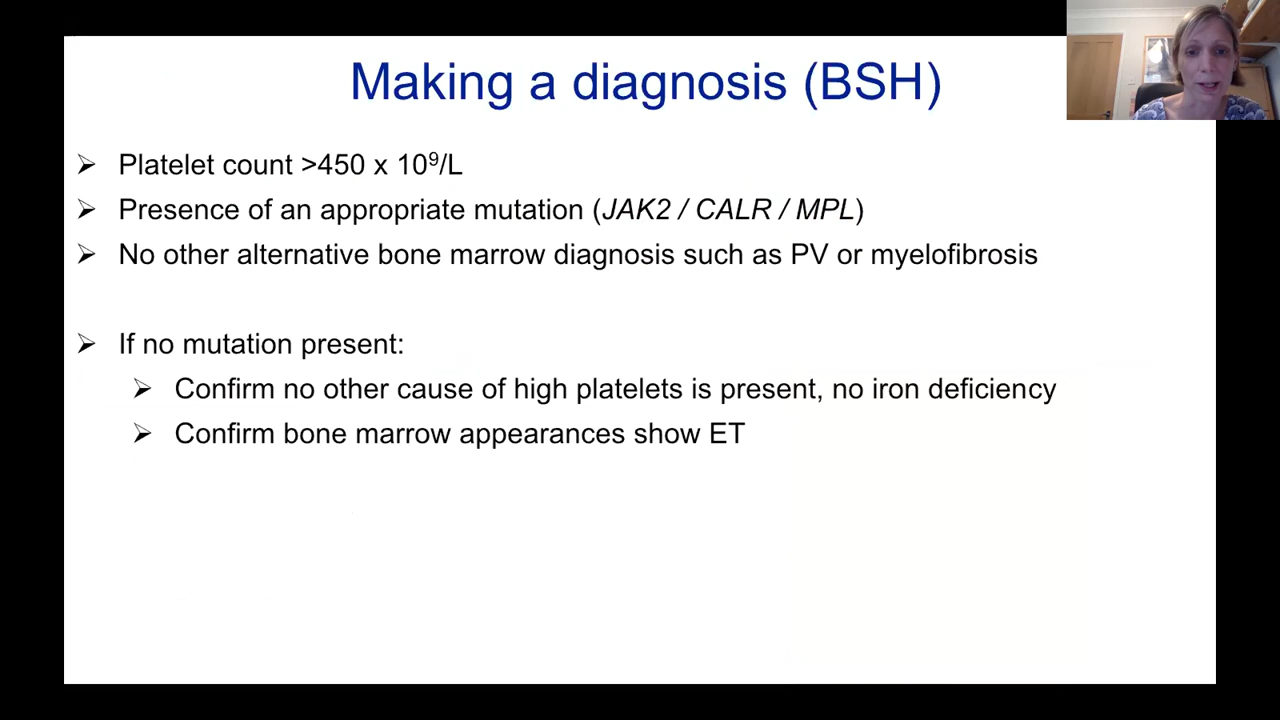 Making a diagnosis (BSH)
➢ Platelet count >450 x 10⁹/L
➢ Presence of an appropriate mutation (JAK2 / CALR / MPL)
➢ No other alternative bone marrow diagnosis such as PV or myelofibrosis
➢ If no mutation present:
➢ Confirm no other cause of high platelets is present, no iron deficiency
➢ Confirm bone marrow appearances show ET